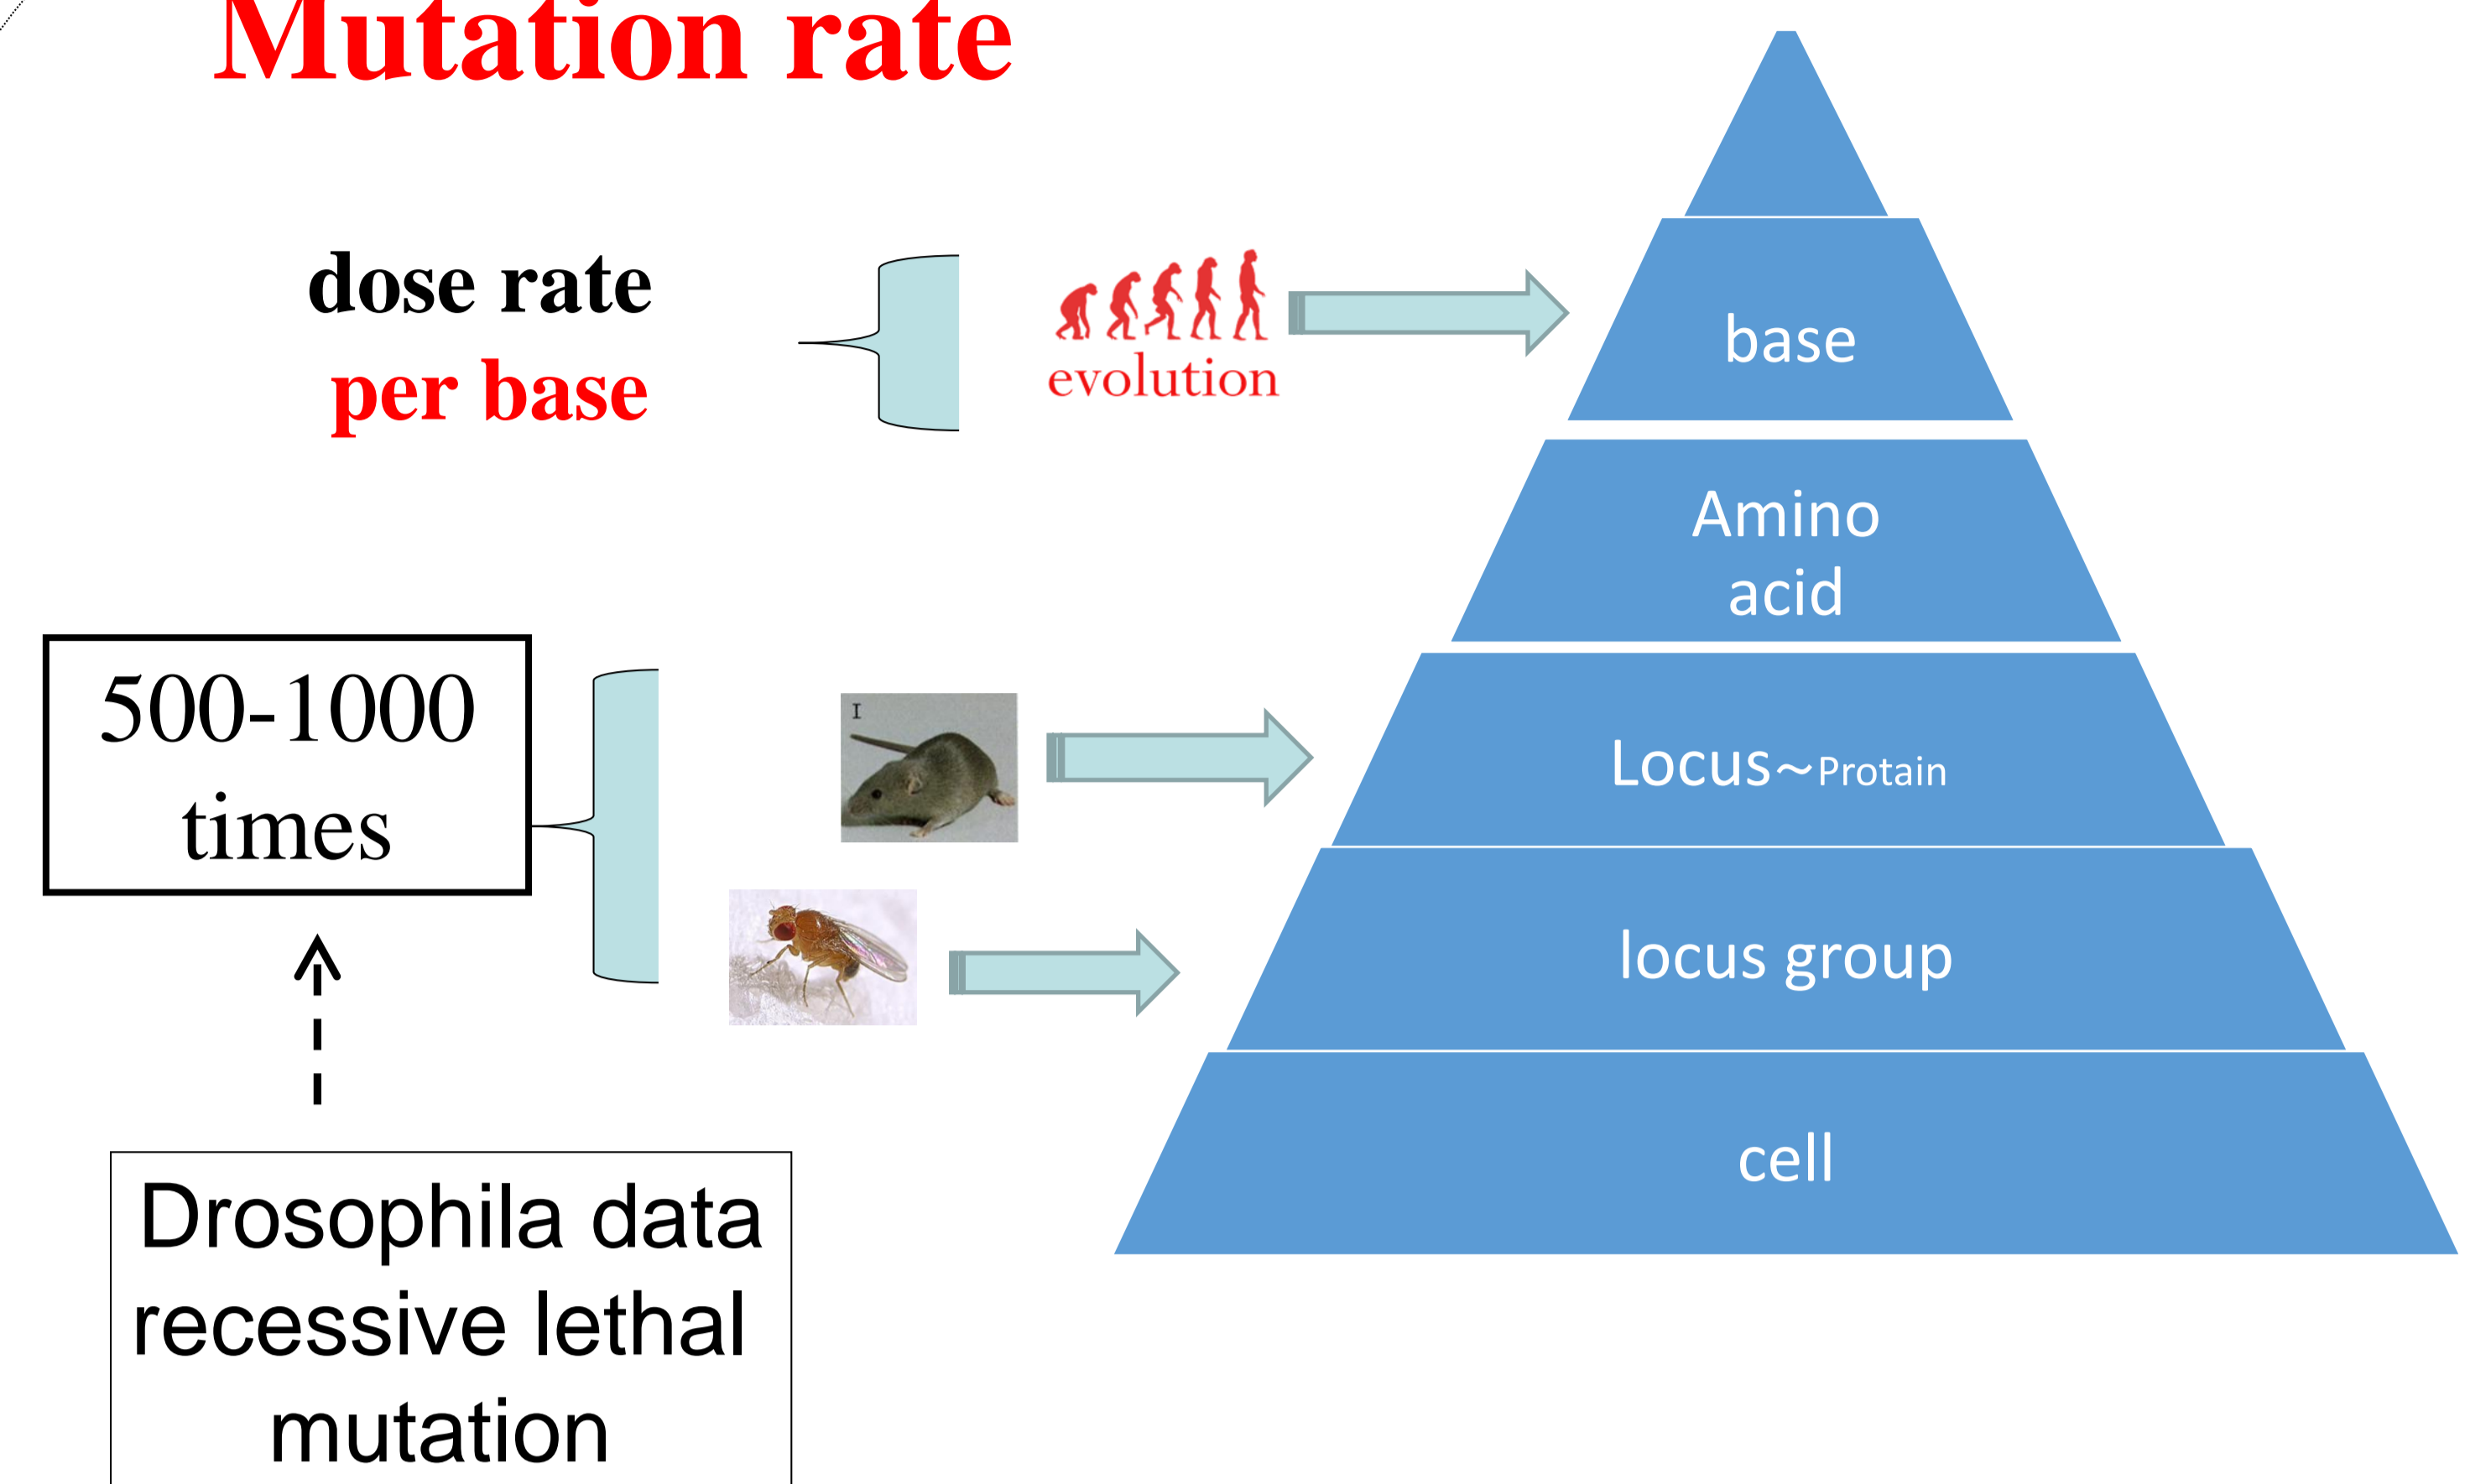 Mutation rate
dose rate
per base
evolution
base
Amino
acid
500-1000
times
I
Locus~Protain
locus group
cell
Drosophila data
recessive lethal
mutation